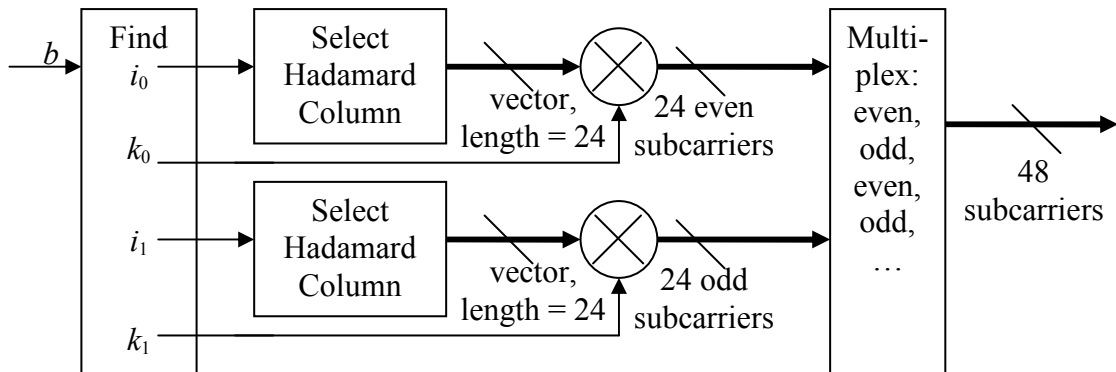 b
Find
i0
k0
i1
k1
Select
Hadamard
Column
vector,
length = 24
24 even
subcarriers
Select
Hadamard
Column
vector,
length = 24
24 odd
subcarriers
Multi-
plex:
even,
odd,
even,
odd,
…
48
subcarriers